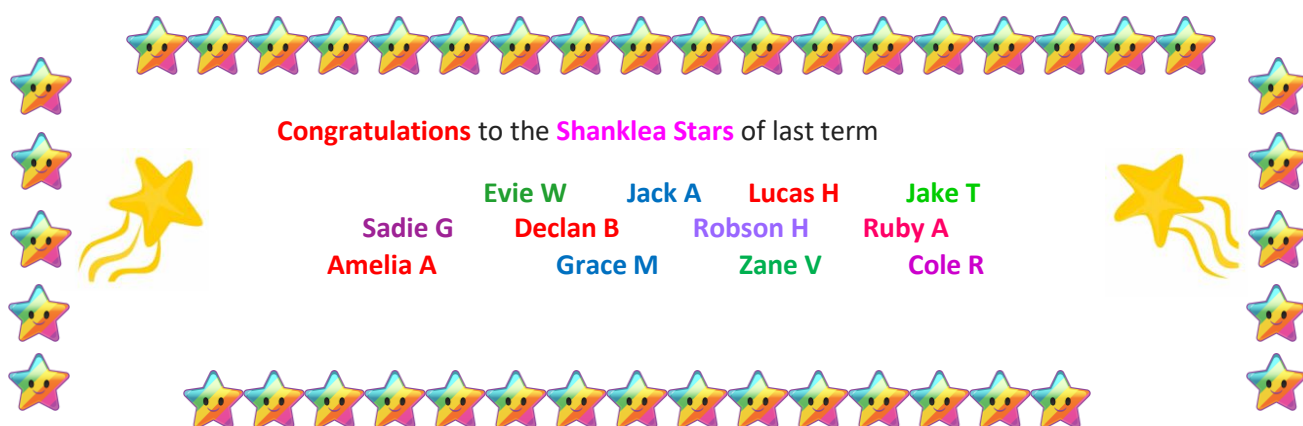 Congratulations to the Shanklea Stars of last term
Evie W Jack A Lucas H Jake T
Sadie G Declan B Robson H Ruby A
Amelia A Grace M Zane V Cole R